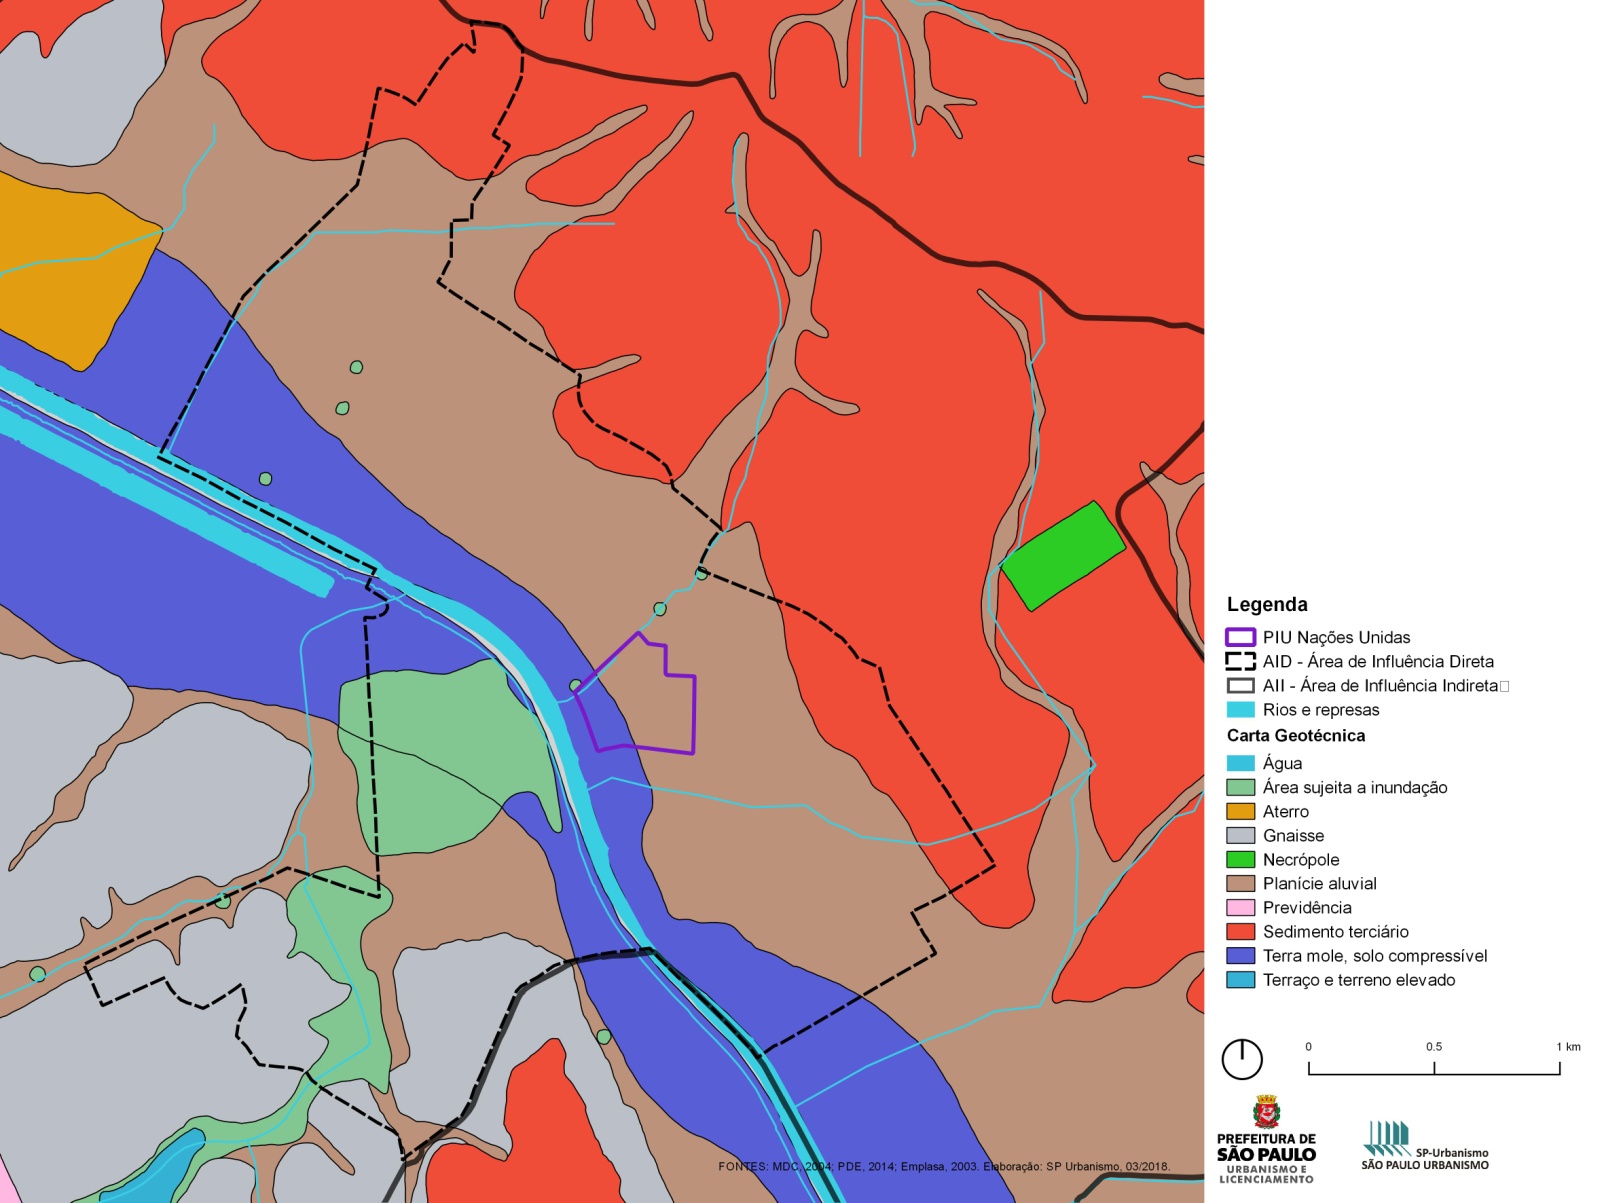 Legenda
PIU Nações Unidas
AID - Área de Influência Direta
AII - Área de Influência Indireta
Rios e represas
Carta Geotécnica
Água
Área sujeita a inundação
Aterro
Gnaisse
Necrópole
Planície aluvial
Previdência
Sedimento terciário
Terra mole, solo compressível
Terraço e terreno elevado
0 0.5 1 km
PREFEITURA DE
SÃO PAULO
URBANISMO E
LICENCIAMENTO
SP-Urbanismo
SÃO PAULO URBANISMO
FONTES: MDC, 2004; PDE, 2014; Emplasa, 2003. Elaboração: SP Urbanismo, 03/2018.